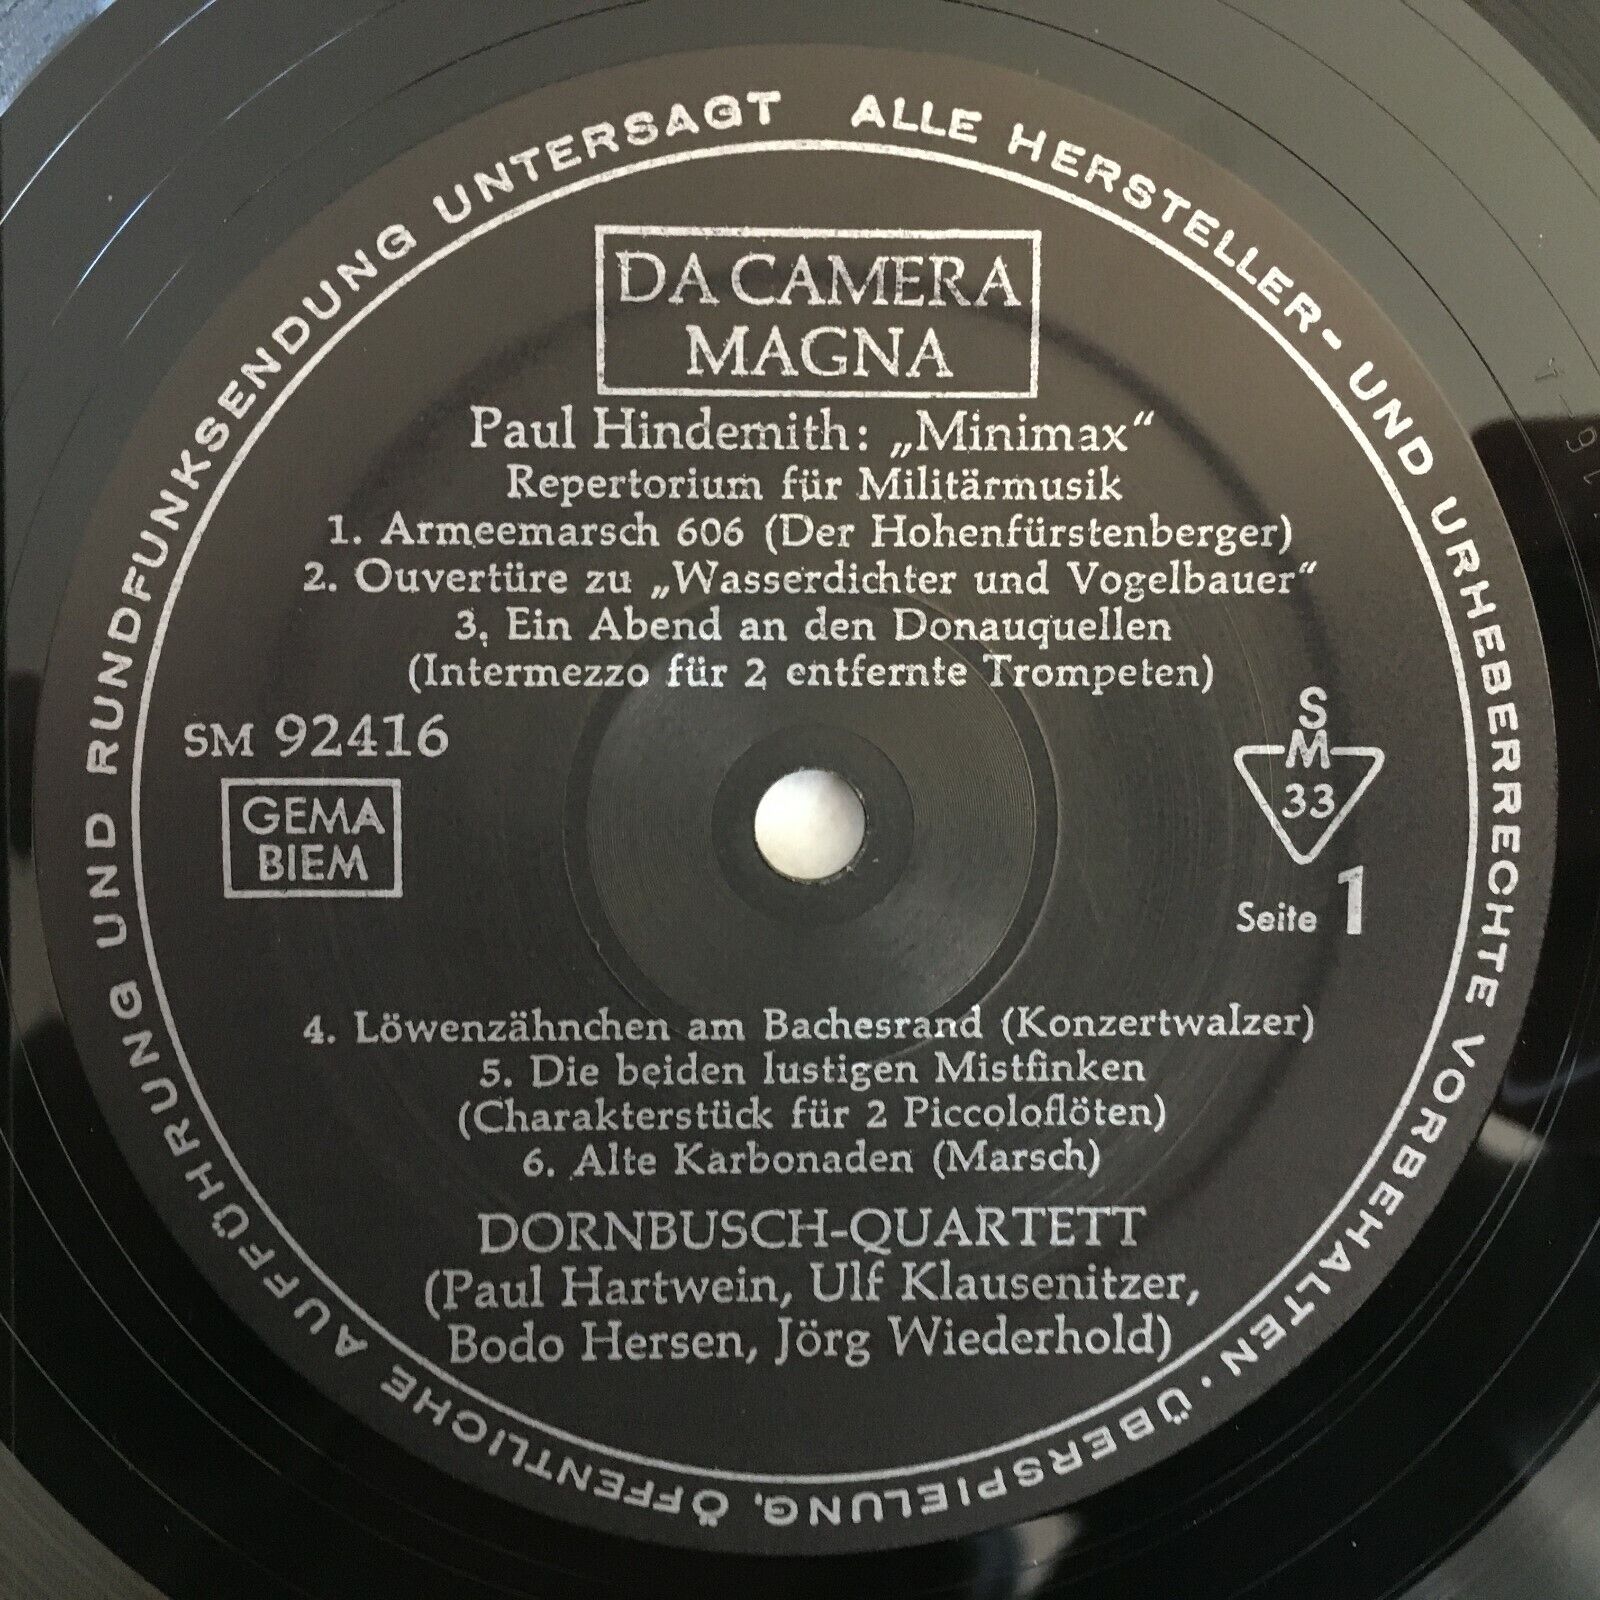 ALLE HERSTELLER- UND URHEBERRECHTE VORBEHALTEN · ÜBERSPIELUNG, ÖFFENTLICHE AUFFÜHRUNG UND RUNDFUNKSENDUNG UNTERSAGT
DA CAMERA
MAGNA
Paul Hindemith: „Minimax“
Repertorium für Militärmusik
1. Armeemarsch 606 (Der Hohenfürstenberger)
2. Ouvertüre zu „Wasserdichter und Vogelbauer“
3. Ein Abend an den Donauquellen
(Intermezzo für 2 entfernte Trompeten)
SM 92416
GEMA
BIEM
S
M
33
Seite 1
4. Löwenzähnchen am Bachesrand (Konzertwalzer)
5. Die beiden lustigen Mistfinken
(Charakterstück für 2 Piccoloflöten)
6. Alte Karbonaden (Marsch)
DORNBUSCH-QUARTETT
(Paul Hartwein, Ulf Klausenitzer,
Bodo Hersen, Jörg Wiederhold)